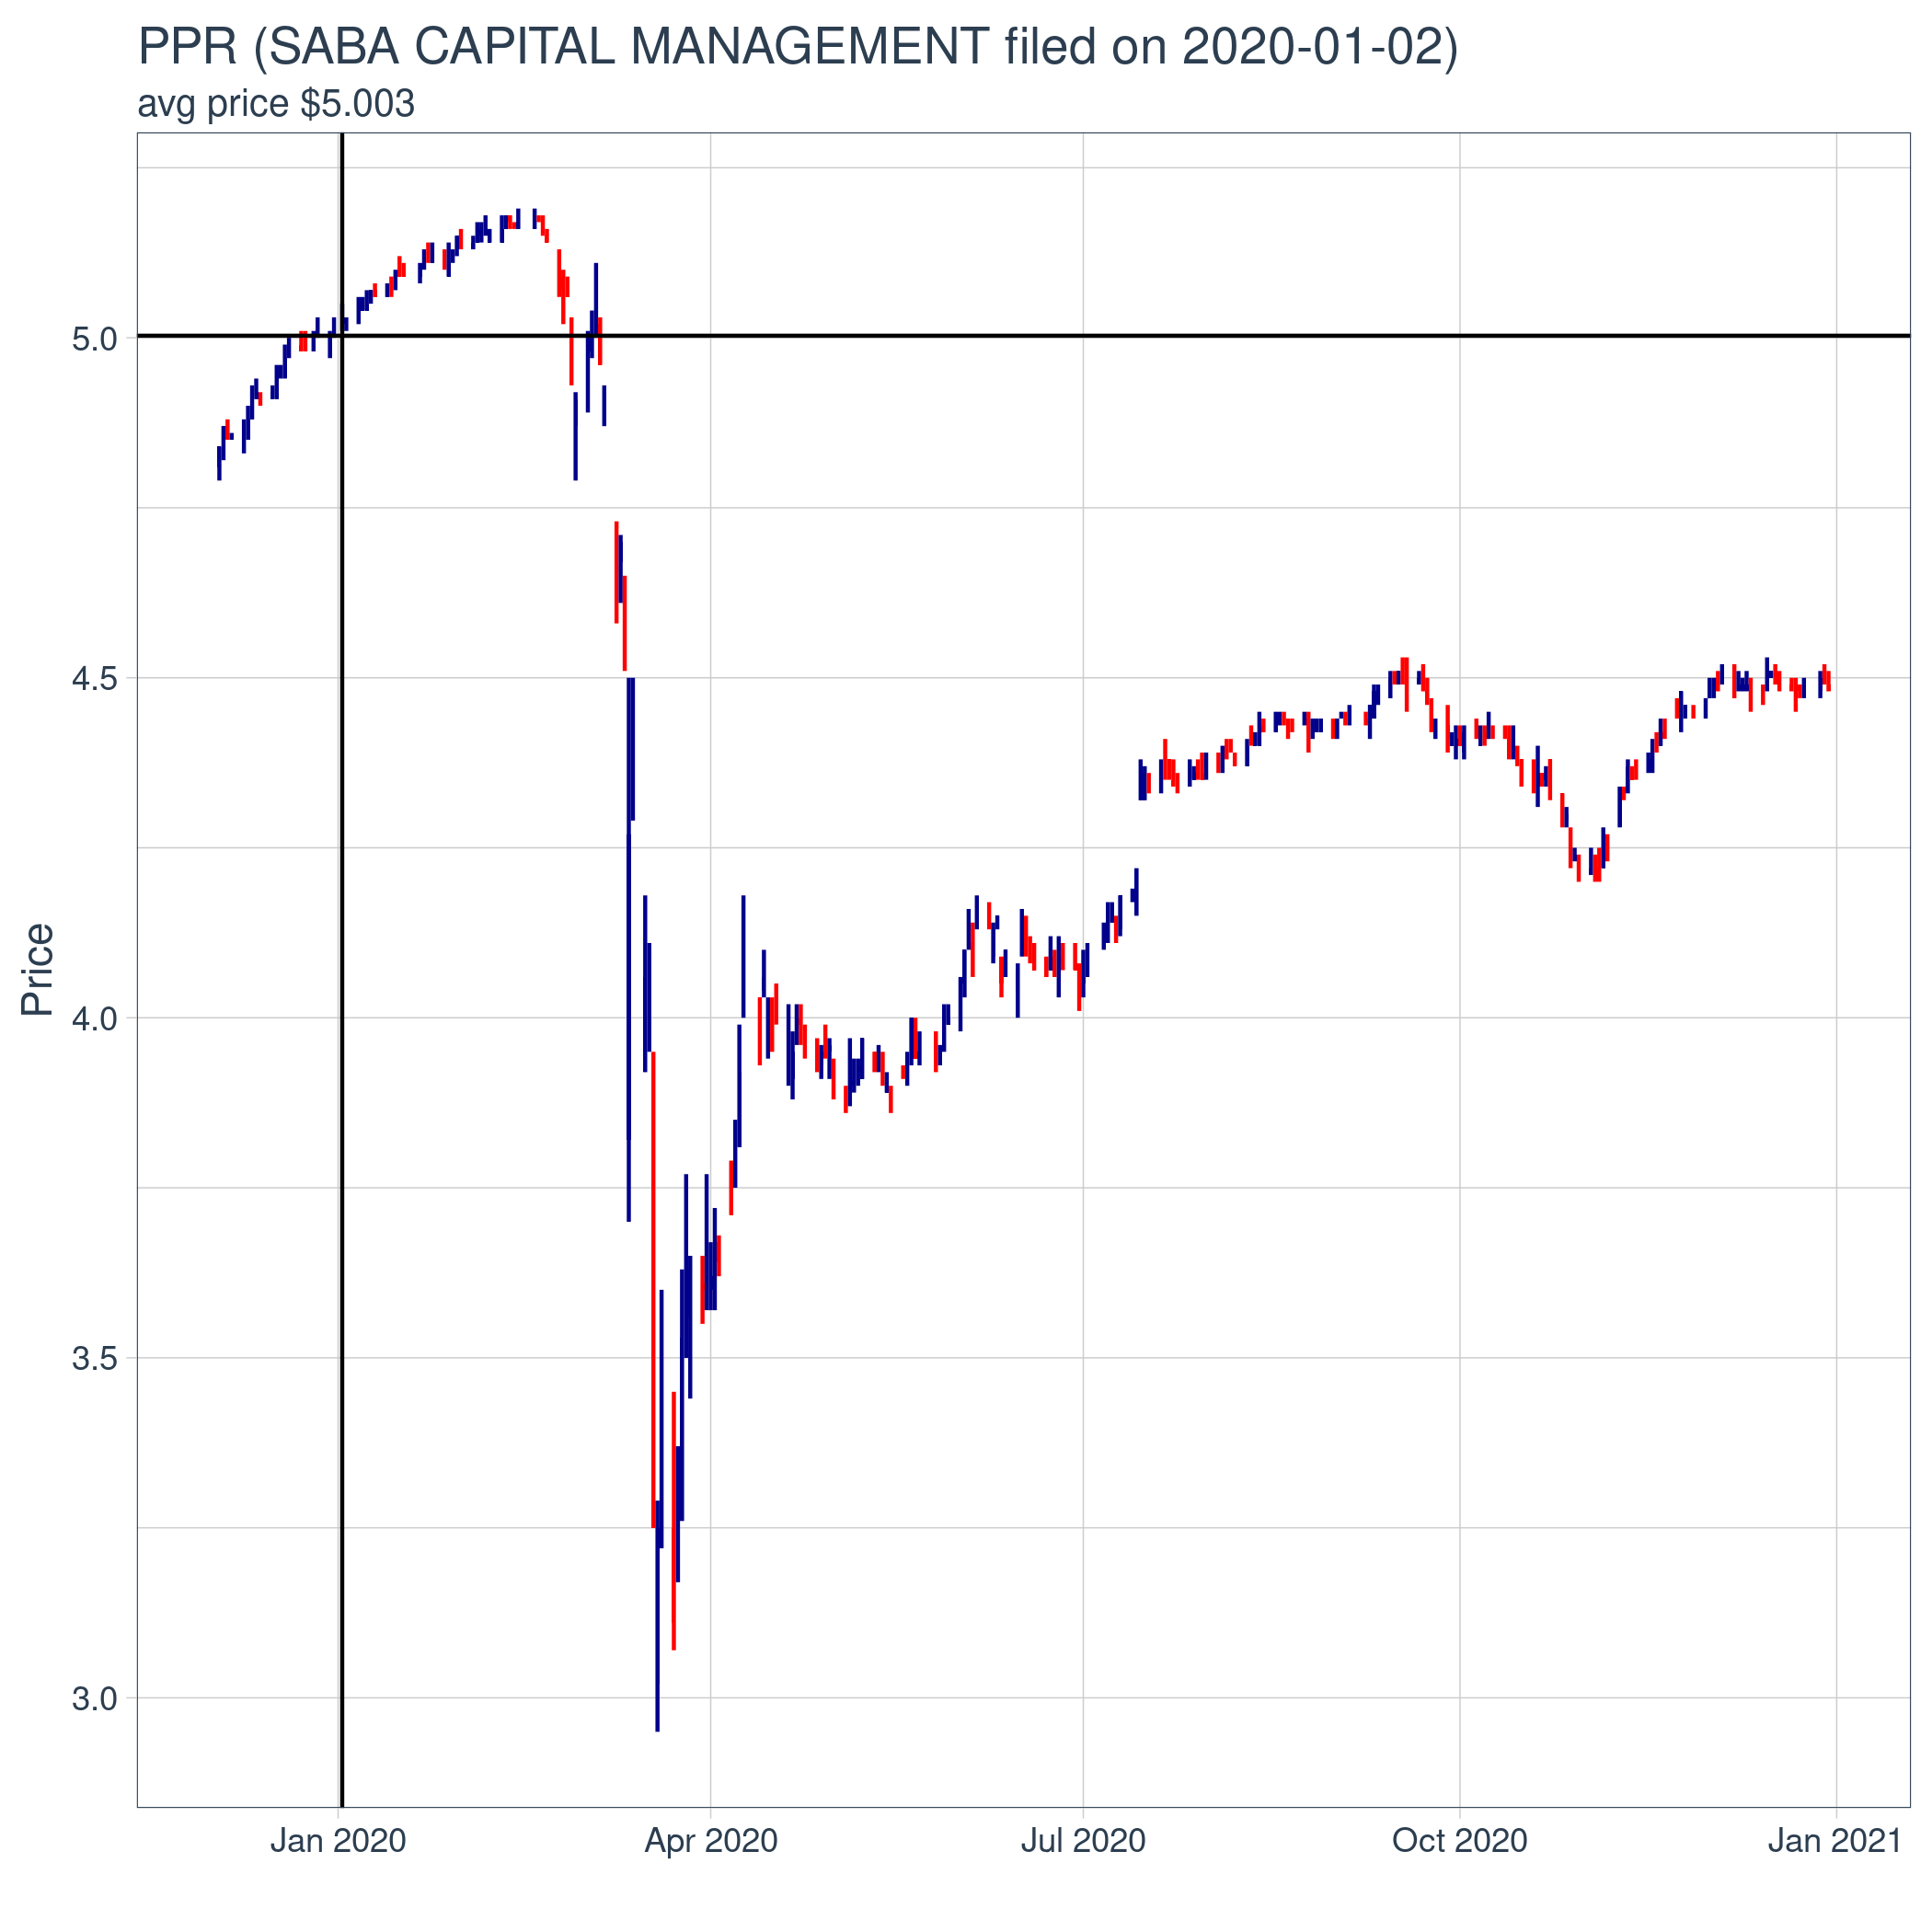 PPR (SABA CAPITAL MANAGEMENT filed on 2020-01-02)
avg price $5.003
5.0
4.5
4.0
3.5
3.0
Price
Jan 2020
Apr 2020
Jul 2020
Oct 2020
Jan 2021